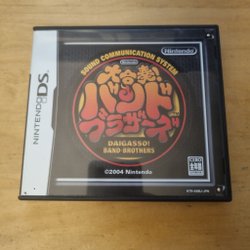 NINTENDO DS
Nintendo
SOUND COMMUNICATION SYSTEM
大合奏!
バンド
ブラザーズ
DAIGASSO!
BAND BROTHERS
©2004 Nintendo